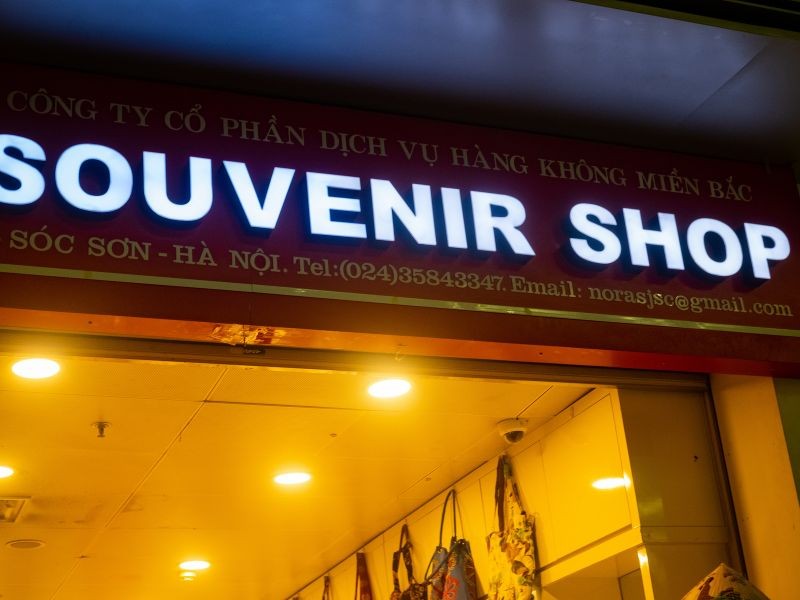 CÔNG TY CỔ PHẦN DỊCH VỤ HÀNG KHÔNG MIỀN BẮC
SOUVENIR SHOP
SÓC SƠN - HÀ NỘI. Tel:(024)35843347. Email: norasjsc@gmail.com